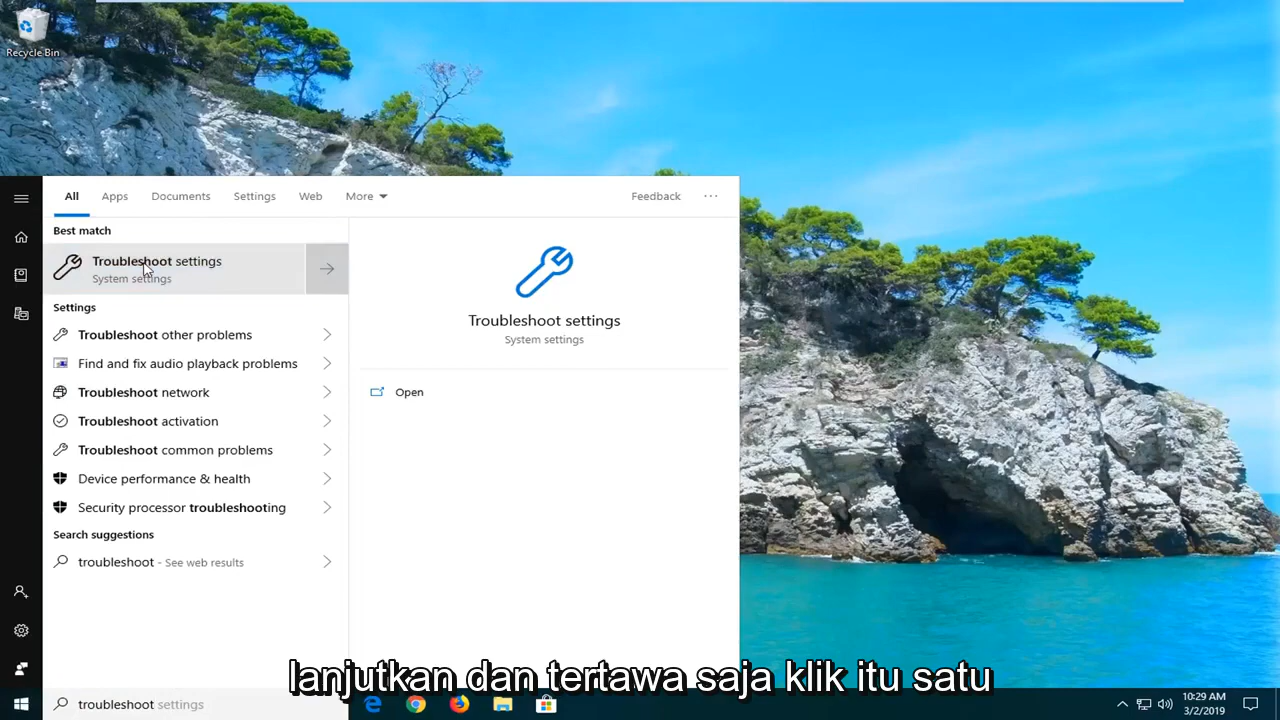 Recycle Bin
All Apps Documents Settings Web More Feedback ...
Best match
Troubleshoot settings
System settings
Settings
Troubleshoot other problems
Find and fix audio playback problems
Troubleshoot network
Troubleshoot activation
Troubleshoot common problems
Device performance & health
Security processor troubleshooting
Search suggestions
troubleshoot - See web results
Troubleshoot settings
System settings
Open
lanjutkan dan tertawa saja klik itu satu
troubleshoot settings
10:29 AM
3/2/2019